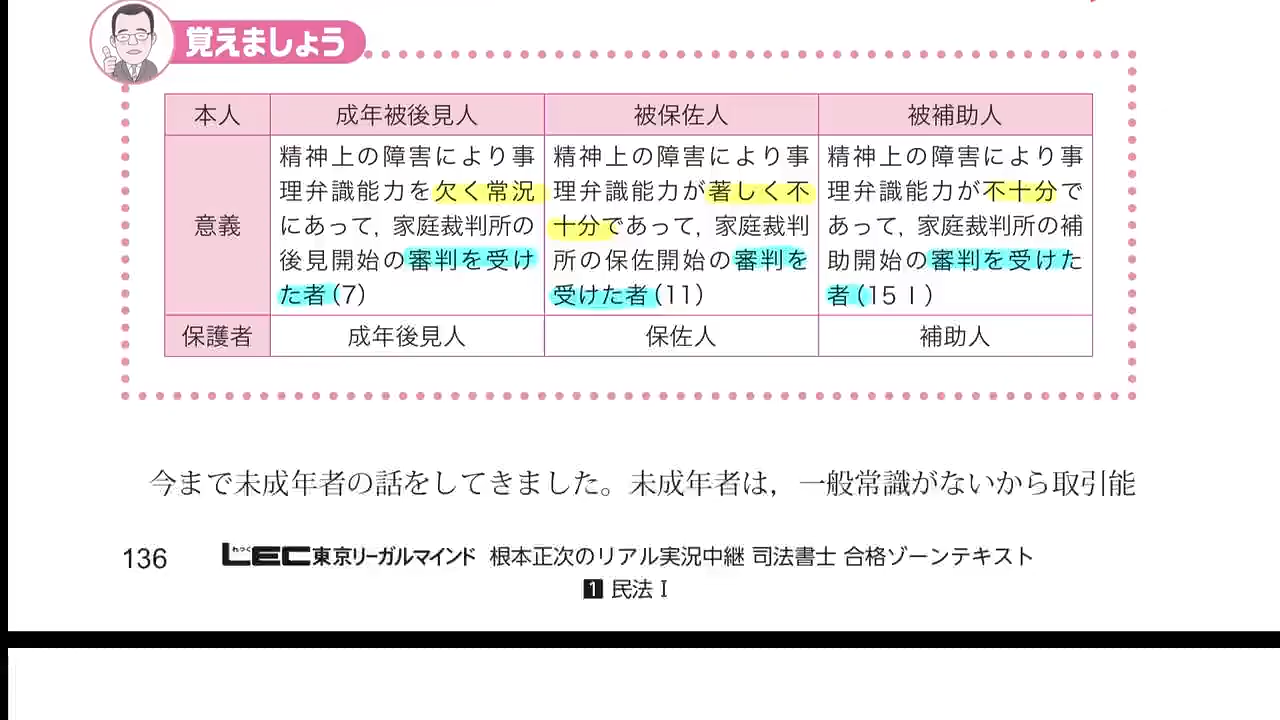 覚えましょう
本人 成年被後見人 被保佐人 被補助人
意義
精神上の障害により事
理弁識能力を欠く常況
にあって，家庭裁判所の
後見開始の審判を受け
た者（7）
精神上の障害により事
理弁識能力が著しく不
十分であって，家庭裁判
所の保佐開始の審判を
受けた者（11）
精神上の障害により事
理弁識能力が不十分で
あって，家庭裁判所の補
助開始の審判を受けた
者（15Ⅰ）
保護者 成年後見人 保佐人 補助人
今まで未成年者の話をしてきました。未成年者は，一般常識がないから取引能
136 れっく LEC東京リーガルマインド 根本正次のリアル実況中継 司法書士 合格ゾーンテキスト
1 民法Ⅰ